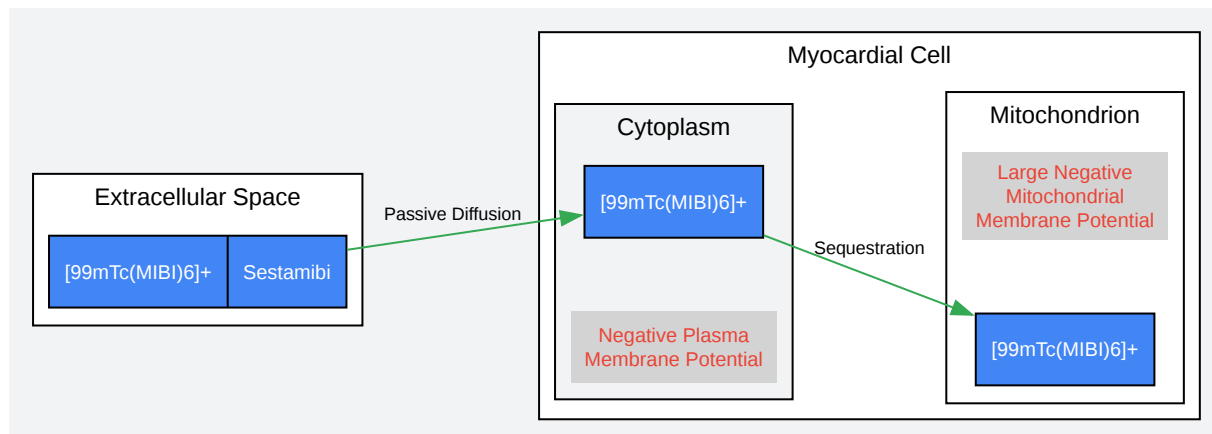 Extracellular Space
[99mTc(MIBI)6]+
Sestamibi
Passive Diffusion
Myocardial Cell
Cytoplasm
[99mTc(MIBI)6]+
Negative Plasma
Membrane Potential
Sequestration
Mitochondrion
Large Negative
Mitochondrial
Membrane Potential
[99mTc(MIBI)6]+